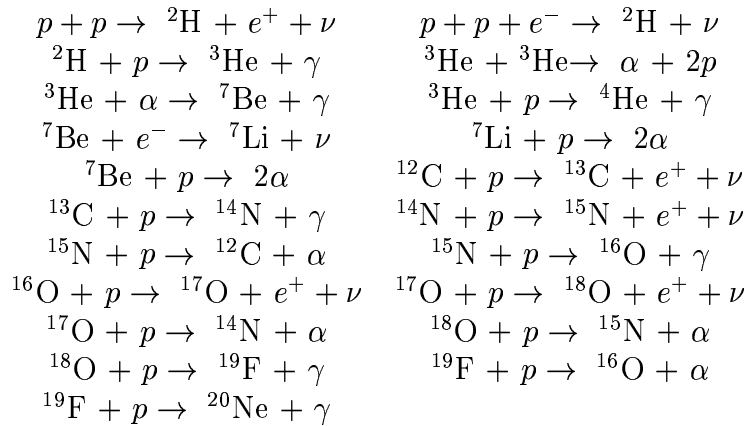 p + p → ²H + e⁺ + ν    p + p + e⁻ → ²H + ν
²H + p → ³He + γ    ³He + ³He→ α + 2p
³He + α → ⁷Be + γ    ³He + p → ⁴He + γ
⁷Be + e⁻ → ⁷Li + ν    ⁷Li + p → 2α
⁷Be + p → 2α    ¹²C + p → ¹³C + e⁺ + ν
¹³C + p → ¹⁴N + γ    ¹⁴N + p → ¹⁵N + e⁺ + ν
¹⁵N + p → ¹²C + α    ¹⁵N + p → ¹⁶O + γ
¹⁶O + p → ¹⁷O + e⁺ + ν    ¹⁷O + p → ¹⁸O + e⁺ + ν
¹⁷O + p → ¹⁴N + α    ¹⁸O + p → ¹⁵N + α
¹⁸O + p → ¹⁹F + γ    ¹⁹F + p → ¹⁶O + α
¹⁹F + p → ²⁰Ne + γ